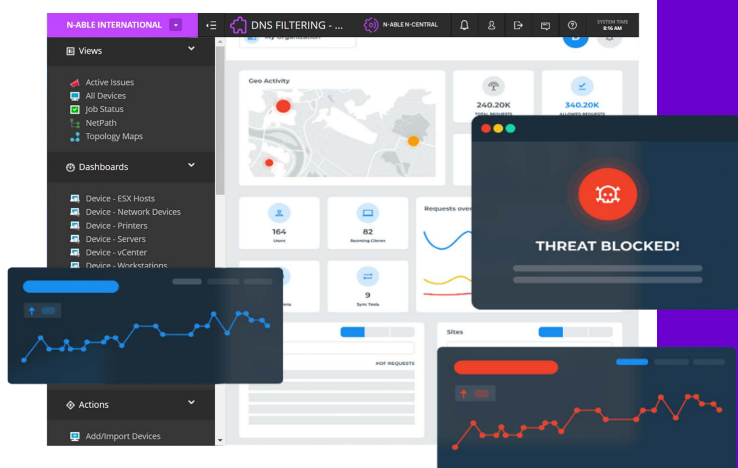 N-ABLE INTERNATIONAL
DNS FILTERING - ...
N-ABLE N-CENTRAL
SYSTEM TIME
8:16 AM
Views
Active Issues
All Devices
Job Status
NetPath
Topology Maps
Dashboards
Device - ESX Hosts
Device - Network Devices
Device - Printers
Device - Servers
Device - vCenter
Device - Workstations
Actions
Add/Import Devices
My Organization
Geo Activity
240.20K
TOTAL REQUESTS
340.20K
ALLOWED REQUESTS
164
Users
82
Roaming Clients
Requests over
9
Sync Tools
#OF REQUESTS
Sites
THREAT BLOCKED!